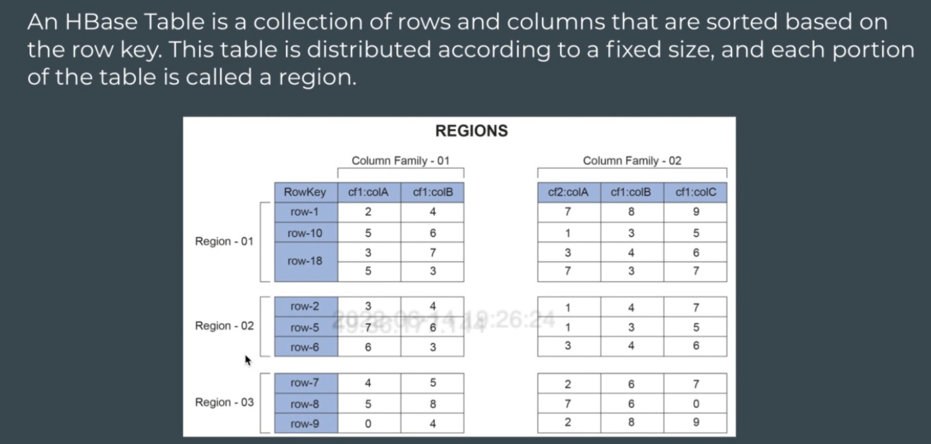 An HBase Table is a collection of rows and columns that are sorted based on
the row key. This table is distributed according to a fixed size, and each portion
of the table is called a region.
REGIONS
Column Family - 01 Column Family - 02
RowKey cf1:colA cf1:colB cf2:colA cf1:colB cf1:colC
Region - 01
row-1 2 4 7 8 9
row-10 5 6 1 3 5
row-18 3 7 3 4 6
5 3 7 3 7
Region - 02
row-2 3 4 1 4 7
row-5 7 6 1 3 5
row-6 6 3 3 4 6
Region - 03
row-7 4 5 2 6 7
row-8 5 8 7 6 0
row-9 0 4 2 8 9